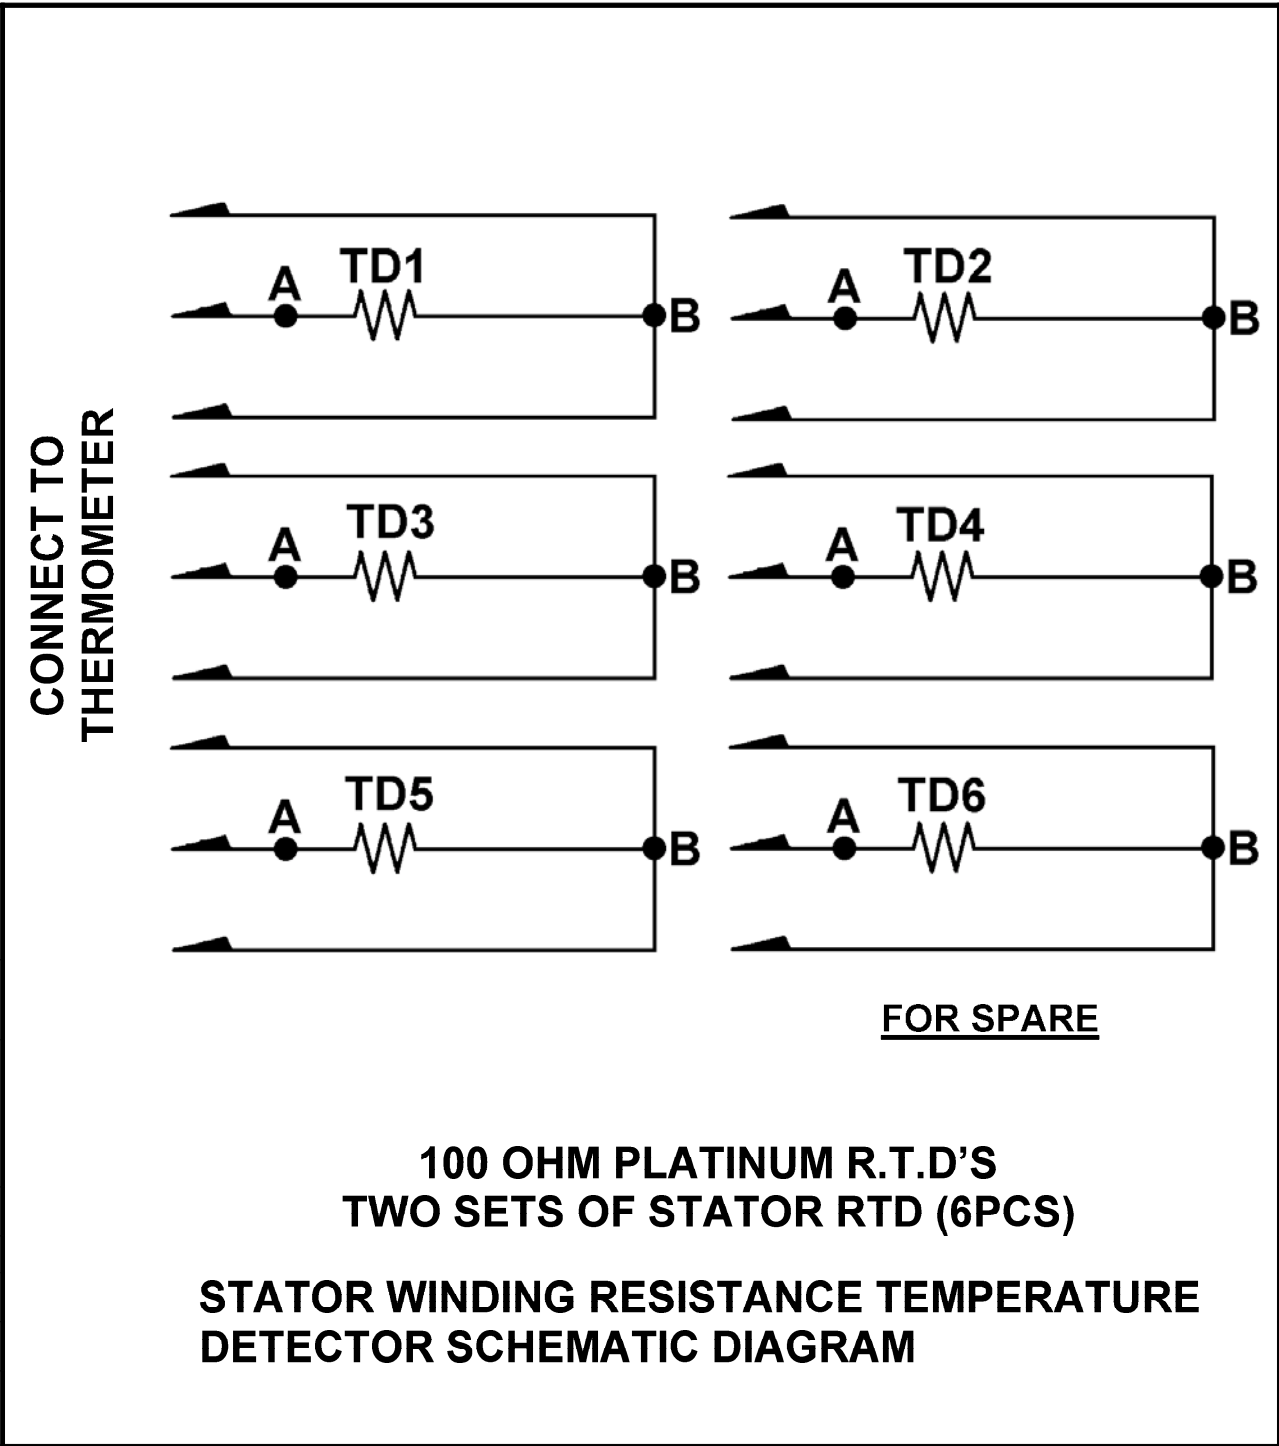 CONNECT TO
THERMOMETER
A
TD1
B
A
TD2
B
A
TD3
B
A
TD4
B
A
TD5
B
A
TD6
B
FOR SPARE
100 OHM PLATINUM R.T.D’S
TWO SETS OF STATOR RTD (6PCS)
STATOR WINDING RESISTANCE TEMPERATURE
DETECTOR SCHEMATIC DIAGRAM